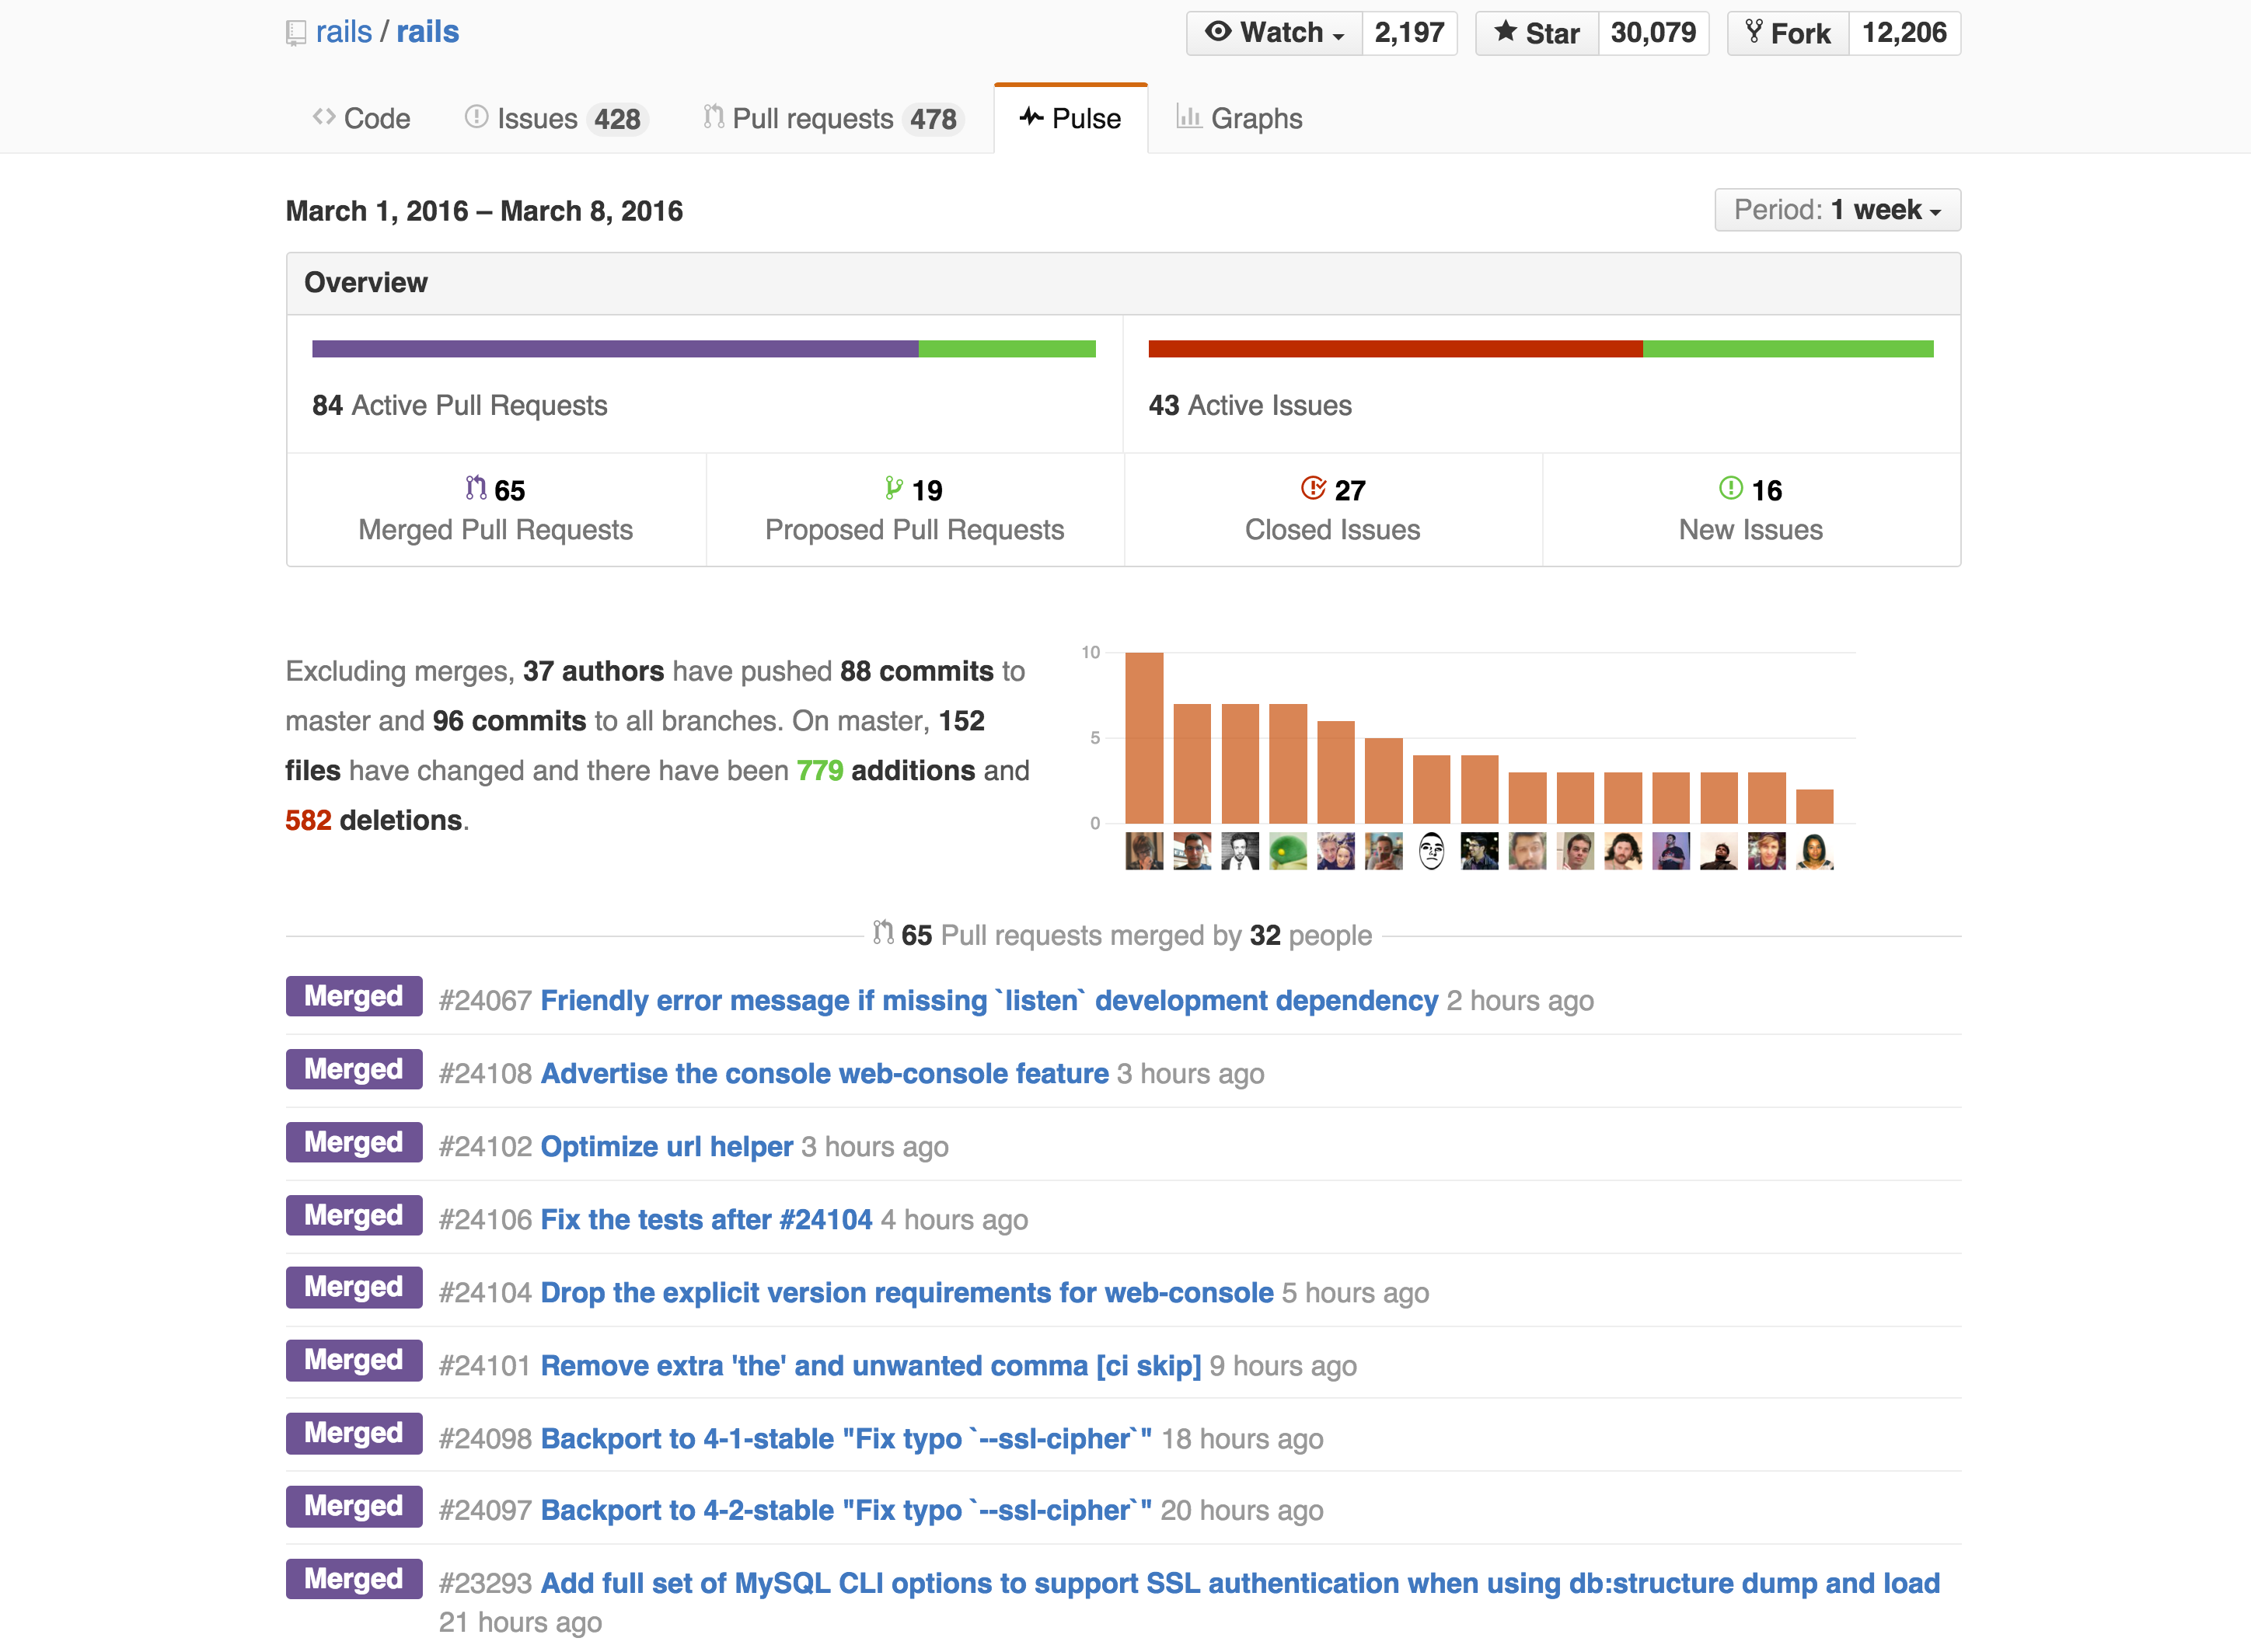 rails / rails
Watch 2,197 Star 30,079 Fork 12,206
Code Issues 428 Pull requests 478 Pulse Graphs
March 1, 2016 – March 8, 2016
Period: 1 week
Overview
84 Active Pull Requests
43 Active Issues
65
Merged Pull Requests
19
Proposed Pull Requests
27
Closed Issues
16
New Issues
Excluding merges, 37 authors have pushed 88 commits to
master and 96 commits to all branches. On master, 152
files have changed and there have been 779 additions and
582 deletions.
10
5
0
65 Pull requests merged by 32 people
Merged #24067 Friendly error message if missing `listen` development dependency 2 hours ago
Merged #24108 Advertise the console web-console feature 3 hours ago
Merged #24102 Optimize url helper 3 hours ago
Merged #24106 Fix the tests after #24104 4 hours ago
Merged #24104 Drop the explicit version requirements for web-console 5 hours ago
Merged #24101 Remove extra 'the' and unwanted comma [ci skip] 9 hours ago
Merged #24098 Backport to 4-1-stable "Fix typo `--ssl-cipher`" 18 hours ago
Merged #24097 Backport to 4-2-stable "Fix typo `--ssl-cipher`" 20 hours ago
Merged #23293 Add full set of MySQL CLI options to support SSL authentication when using db:structure dump and load
21 hours ago